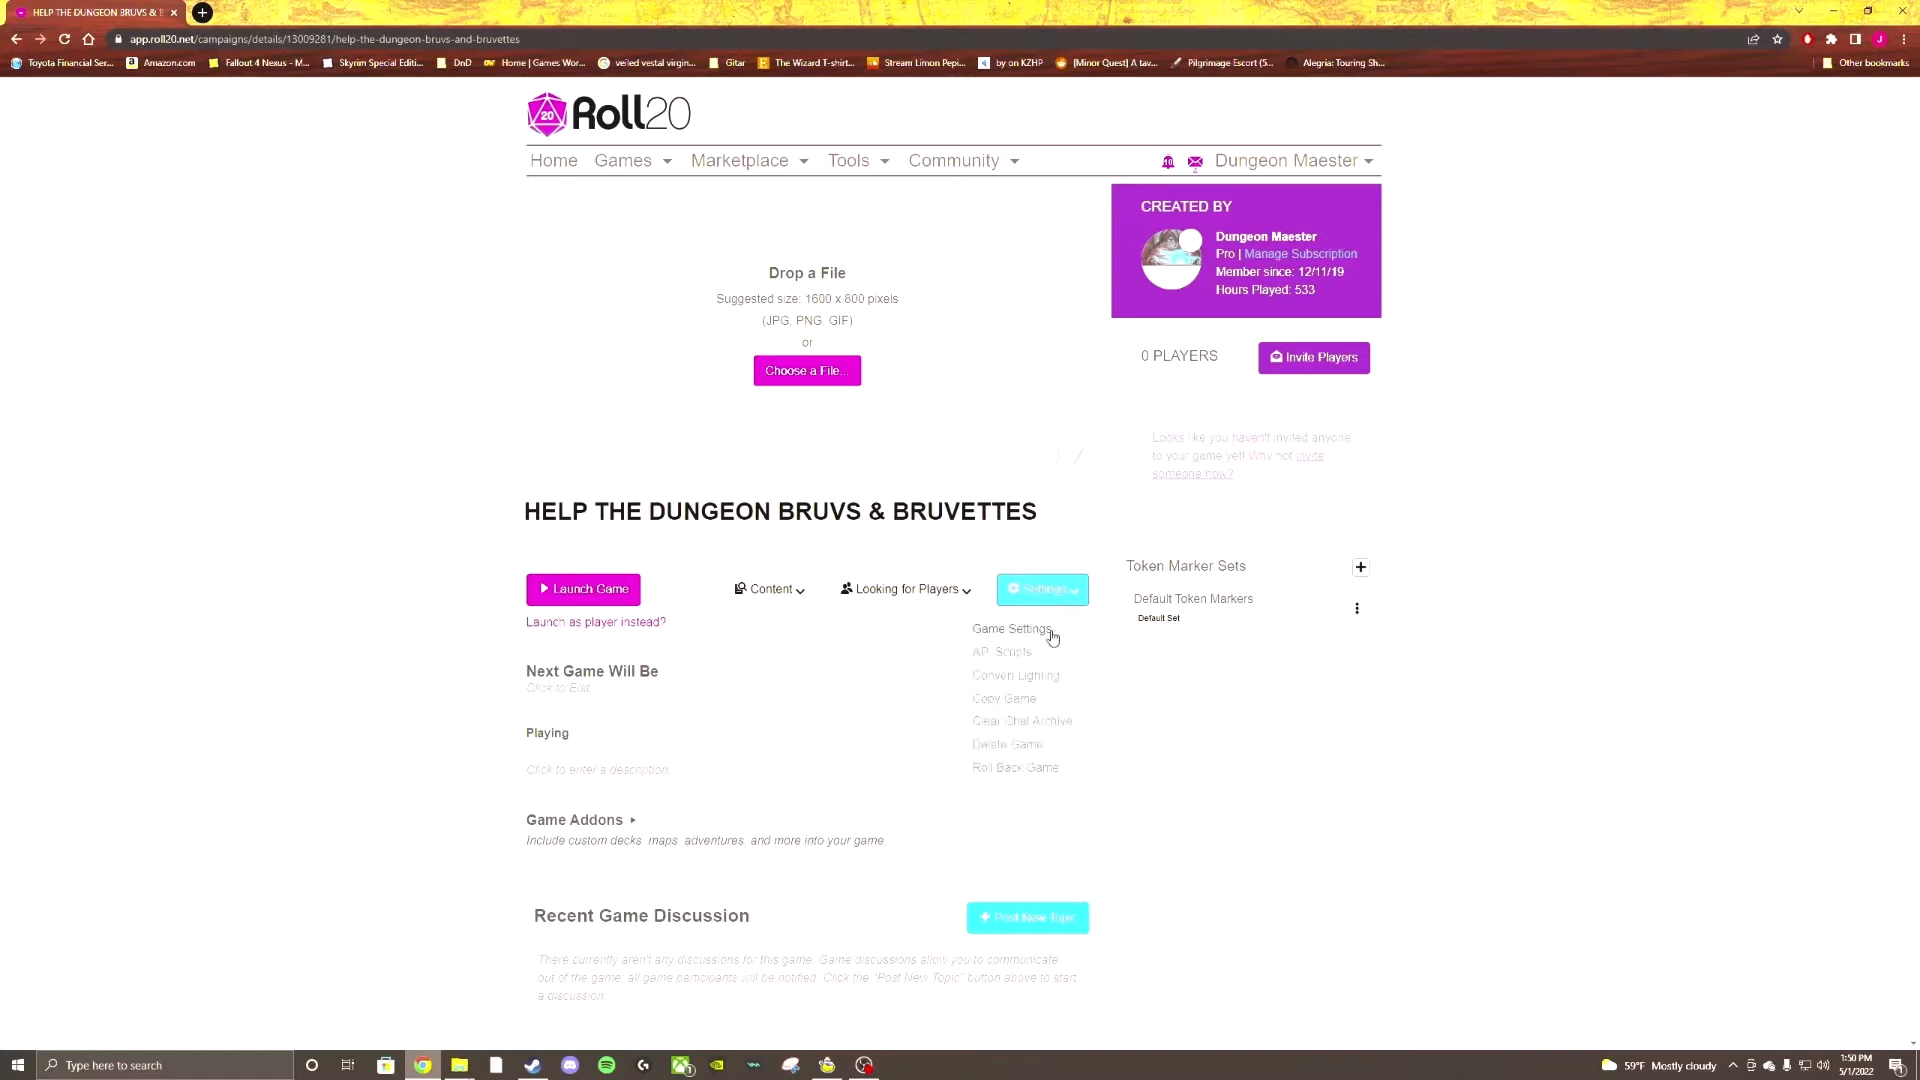 HELP THE DUNGEON BRUVS & B
app.roll20.net/campaigns/details/13009281/help-the-dungeon-bruvs-and-bruvettes
Toyota Financial Ser... Amazon.com Fallout 4 Nexus - M... Skyrim Special Editi... DnD Home | Games Wor... veiled vestal virgin... Gitar The Wizard T-shirt... Stream Limon Pepi... by on KZHP [Minor Quest] A tav... Pilgrimage Escort (5... Alegria: Touring Sh... Other bookmarks
20 Roll20
Home Games Marketplace Tools Community 10 Dungeon Maester
CREATED BY
Dungeon Maester
Pro | Manage Subscription
Member since: 12/11/19
Hours Played: 533
Drop a File
Suggested size: 1600 x 800 pixels
(JPG, PNG, GIF)
or
Choose a File...
0 PLAYERS Invite Players
Looks like you haven't invited anyone
to your game yet! Why not invite
someone now?
HELP THE DUNGEON BRUVS & BRUVETTES
Launch Game Content Looking for Players Settings
Launch as player instead?
Game Settings
API Scripts
Convert Lighting
Copy Game
Clear Chat Archive
Delete Game
Roll Back Game
Token Marker Sets
Default Token Markers
Default Set
Next Game Will Be
Click to Edit
Playing
Click to enter a description.
Game Addons
Include custom decks, maps, adventures, and more into your game.
Recent Game Discussion Post New Topic
There currently aren't any discussions for this game. Game discussions allow you to communicate
out of the game: all game participants will be notified. Click the "Post New Topic" button above to start
a discussion.
Type here to search 59°F Mostly cloudy 1:50 PM
5/1/2022